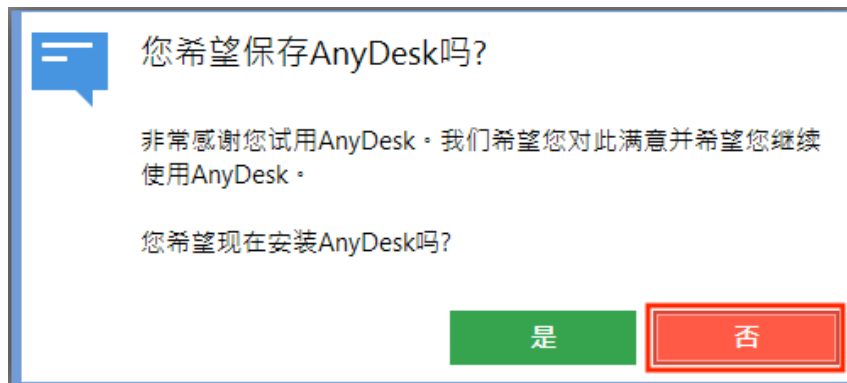 您希望保存AnyDesk吗?
非常感谢您试用AnyDesk。我们希望您对此满意并希望您继续
使用AnyDesk。
您希望现在安装AnyDesk吗?
是 否